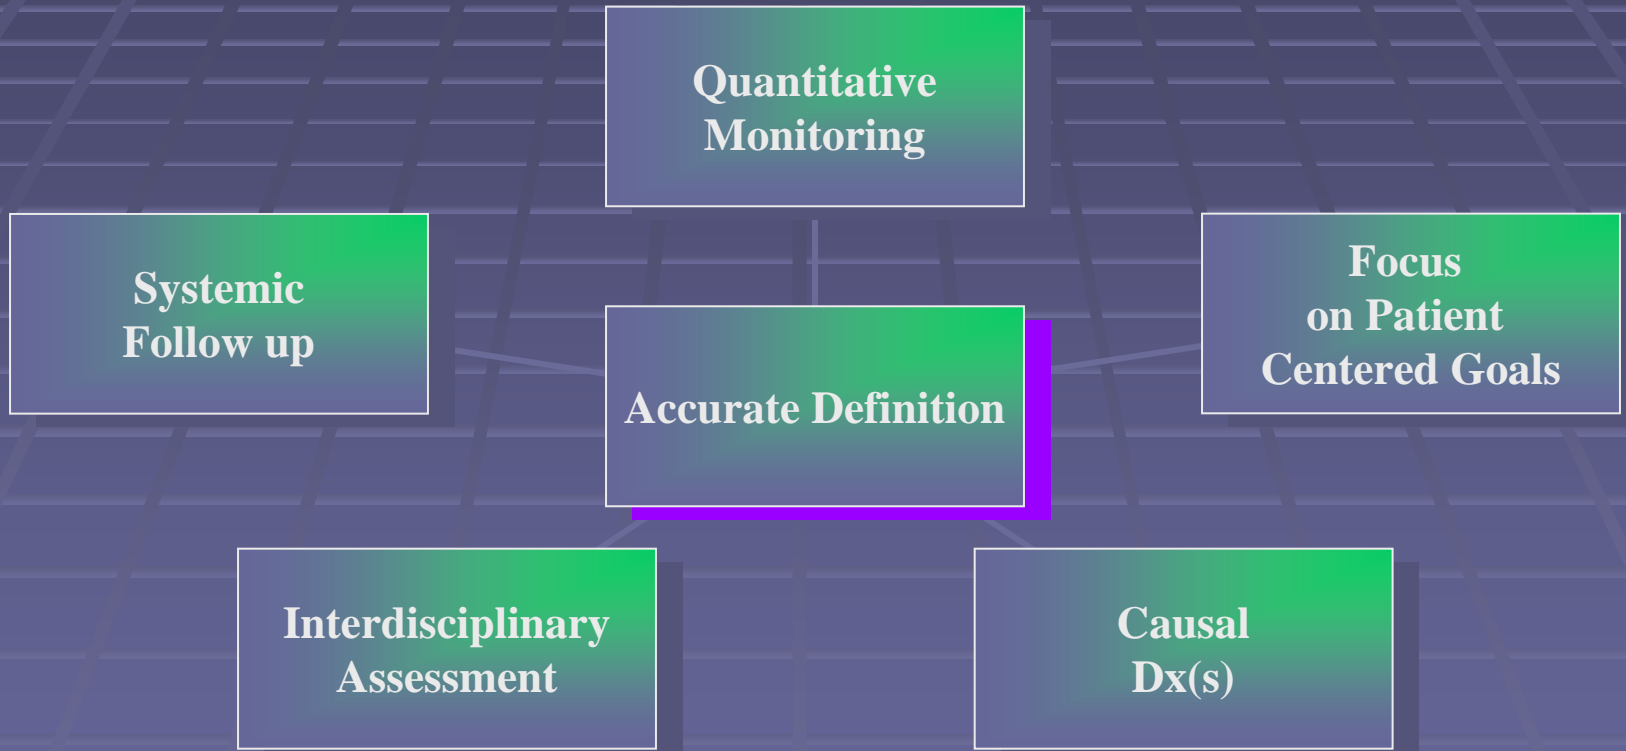 Quantitative
Monitoring
Systemic
Follow up
Focus
on Patient
Centered Goals
Accurate Definition
Interdisciplinary
Assessment
Causal
Dx(s)